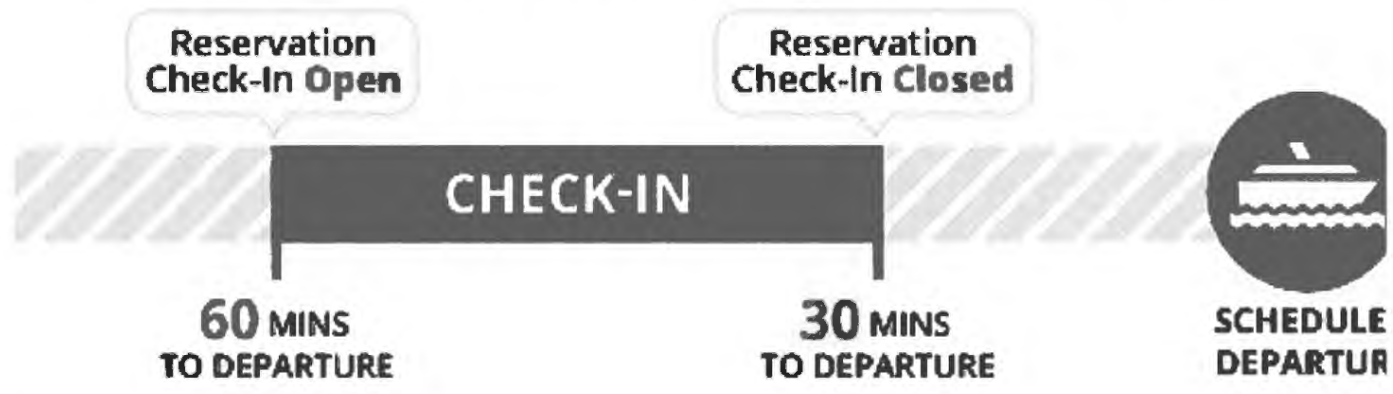 Reservation
Check-In Open
Reservation
Check-In Closed
CHECK-IN
60 MINS
TO DEPARTURE
30 MINS
TO DEPARTURE
SCHEDULE
DEPARTUR